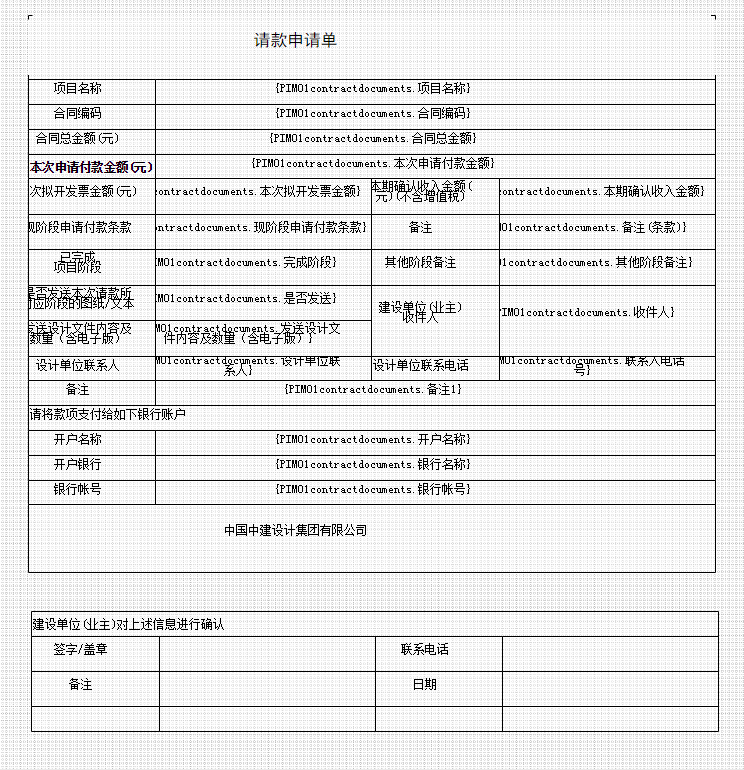 请款申请单
项目名称 {PIM01contractdocuments.项目名称}
合同编码 {PIM01contractdocuments.合同编码}
合同总金额(元) {PIM01contractdocuments.合同总金额}
本次申请付款金额(元) {PIM01contractdocuments.本次申请付款金额}
次拟开发票金额(元) contractdocuments.本次拟开发票金额} 本期确认收入金额( contractdocuments.本期确认收入金额}
元)(不含增值税)
现阶段申请付款条款 ntractdocuments.现阶段申请付款条款} 备注 01contractdocuments.备注(条款)}
已完成 IM01contractdocuments.完成阶段} 其他阶段备注 01contractdocuments.其他阶段备注}
项目阶段
是否发送本次请款所 IM01contractdocuments.是否发送}
对应阶段的图纸/文本
建设单位(业主) PIM01contractdocuments.收件人}
收件人
发送设计文件内容及 M01contractdocuments.发送设计文
数量（含电子版） 件内容及数量（含电子版）}
设计单位联系人 M01contractdocuments.设计单位联 设计单位联系电话 M01contractdocuments.联系人电话
系人} 号}
备注 {PIM01contractdocuments.备注1}
请将款项支付给如下银行账户
开户名称 {PIM01contractdocuments.开户名称}
开户银行 {PIM01contractdocuments.银行名称}
银行帐号 {PIM01contractdocuments.银行帐号}
中国中建设计集团有限公司
建设单位(业主)对上述信息进行确认
签字/盖章 联系电话
备注 日期